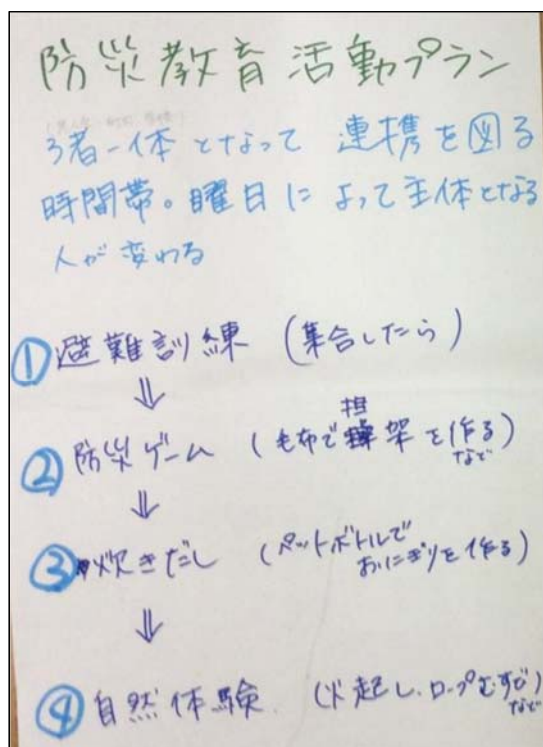 防災教育活動プラン
3者一体となって 連携を図る
時間帯。曜日によって主体となる
人が変わる
①避難訓練 (集合したら)
⇓
②防災ゲーム (毛布で担架を作る)など
⇓
③炊きだし (ペットボトルで
おにぎりを作る)
⇓
④自然体験 (火起し、ロープむすび)など